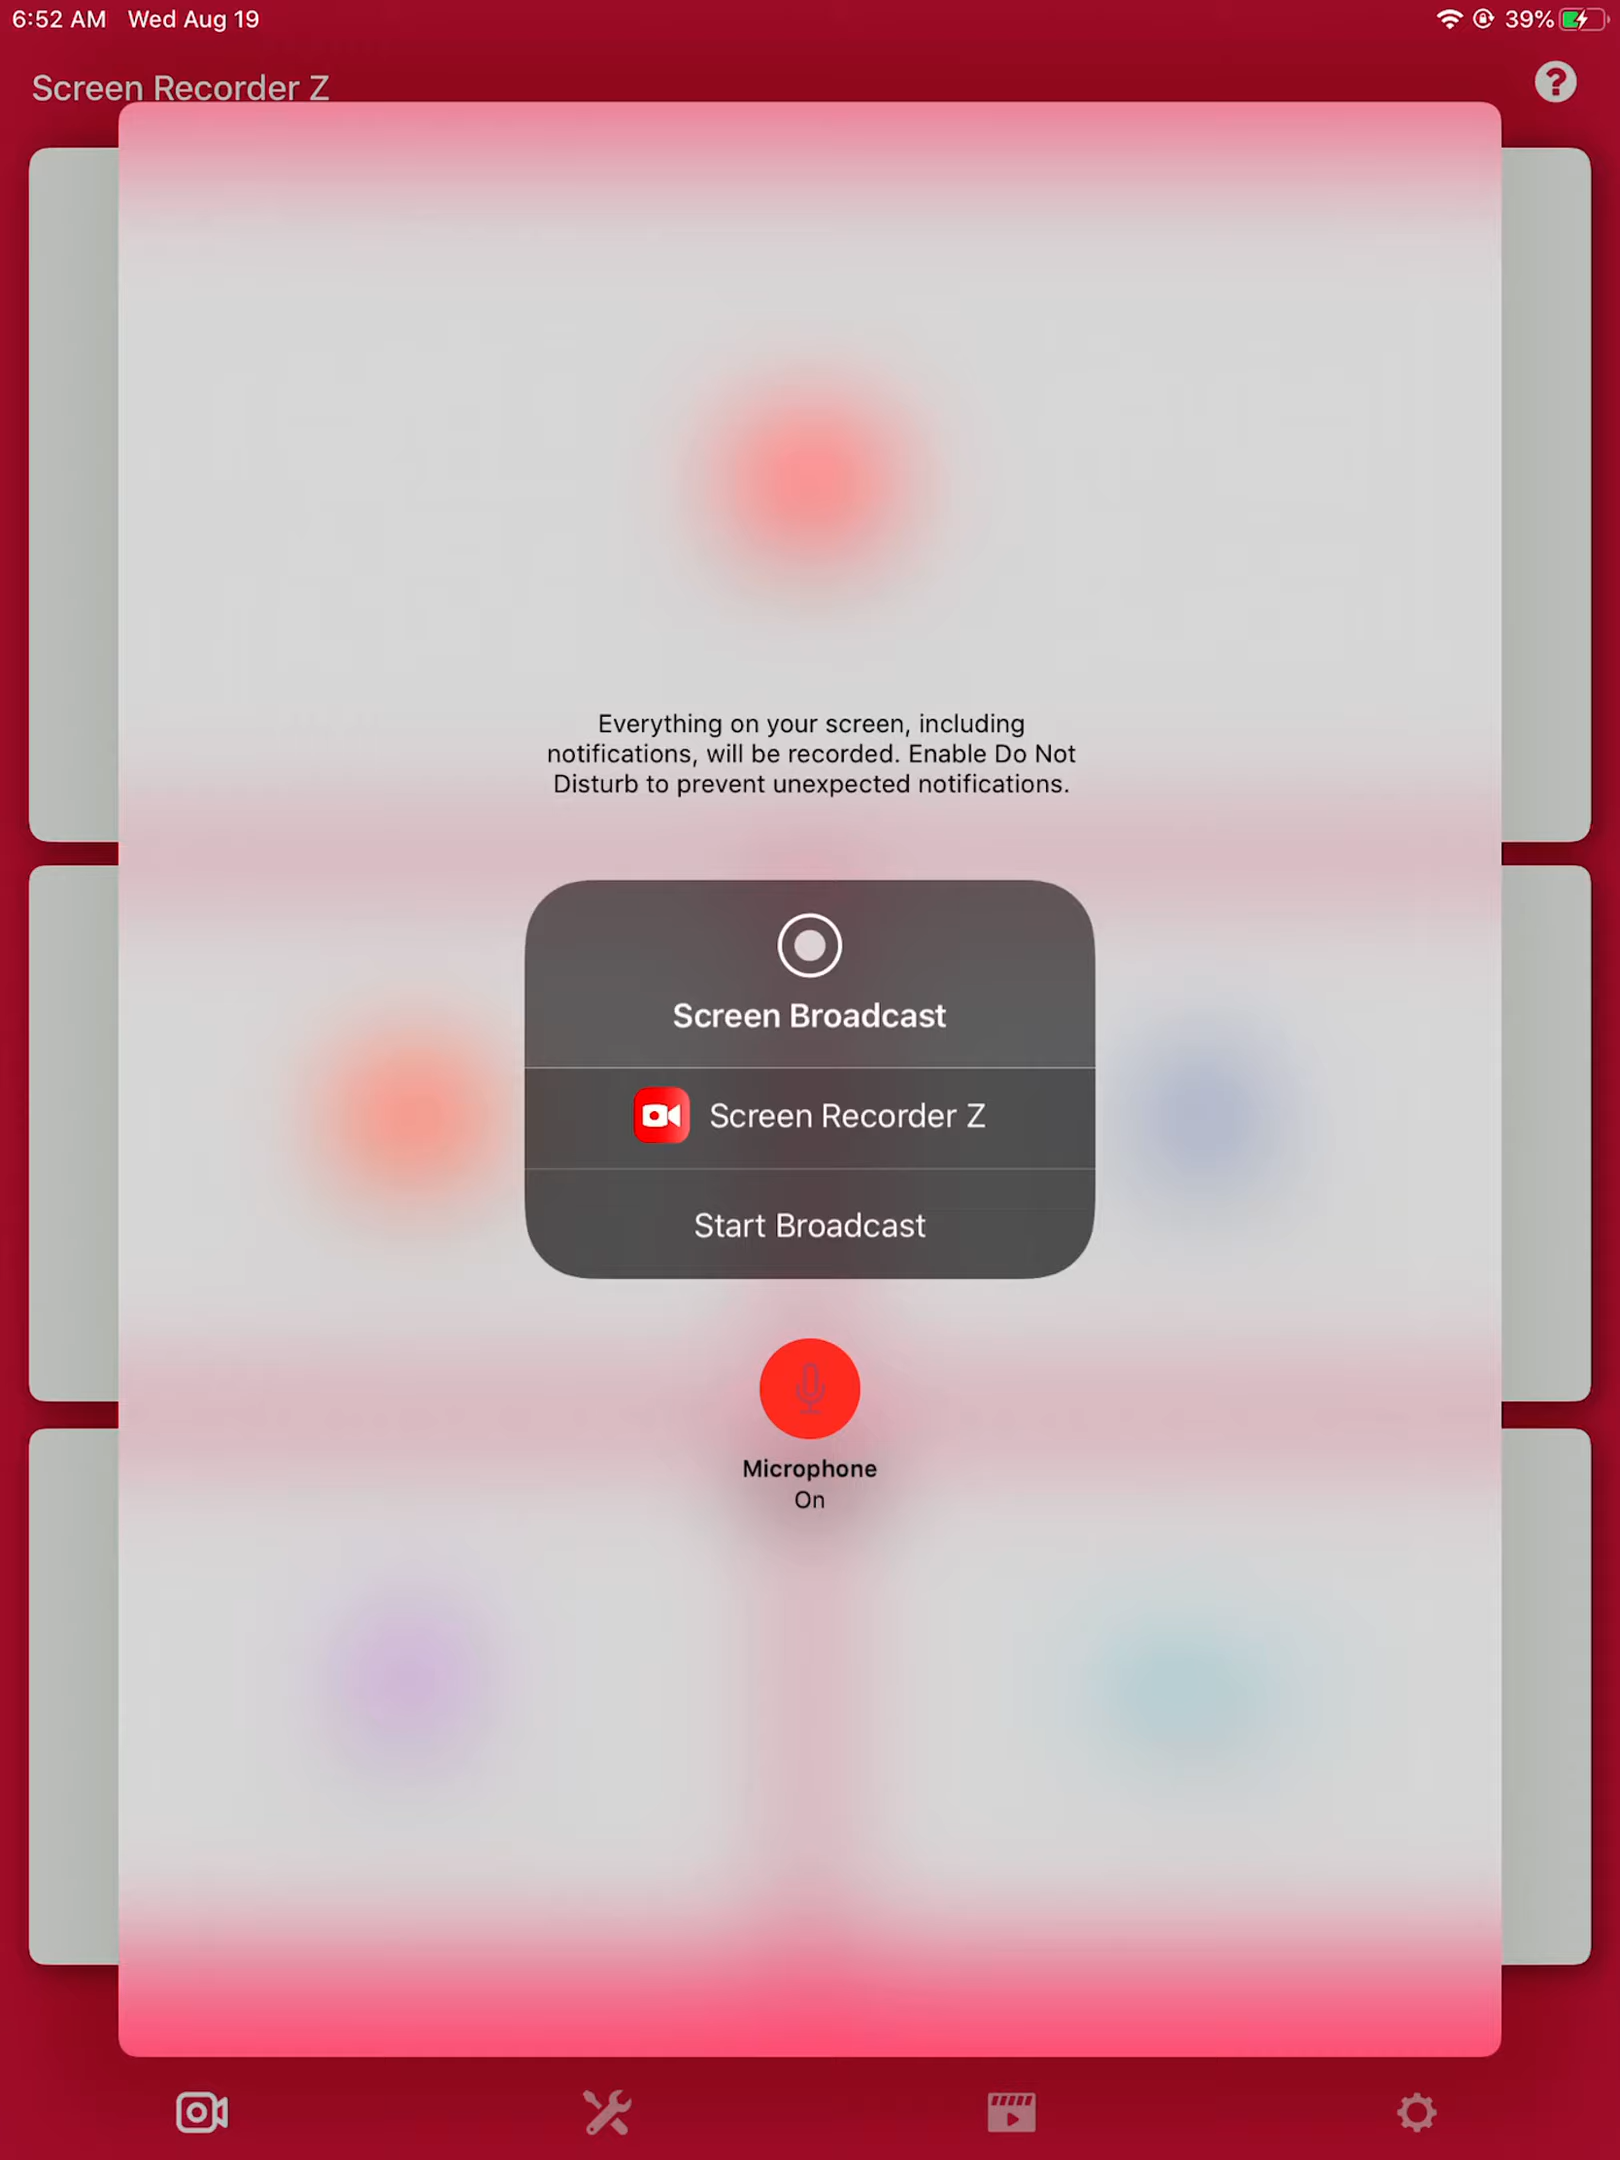 6:52 AM Wed Aug 19
39%
Screen Recorder Z
Everything on your screen, including
notifications, will be recorded. Enable Do Not
Disturb to prevent unexpected notifications.
Screen Broadcast
Screen Recorder Z
Start Broadcast
Microphone
On